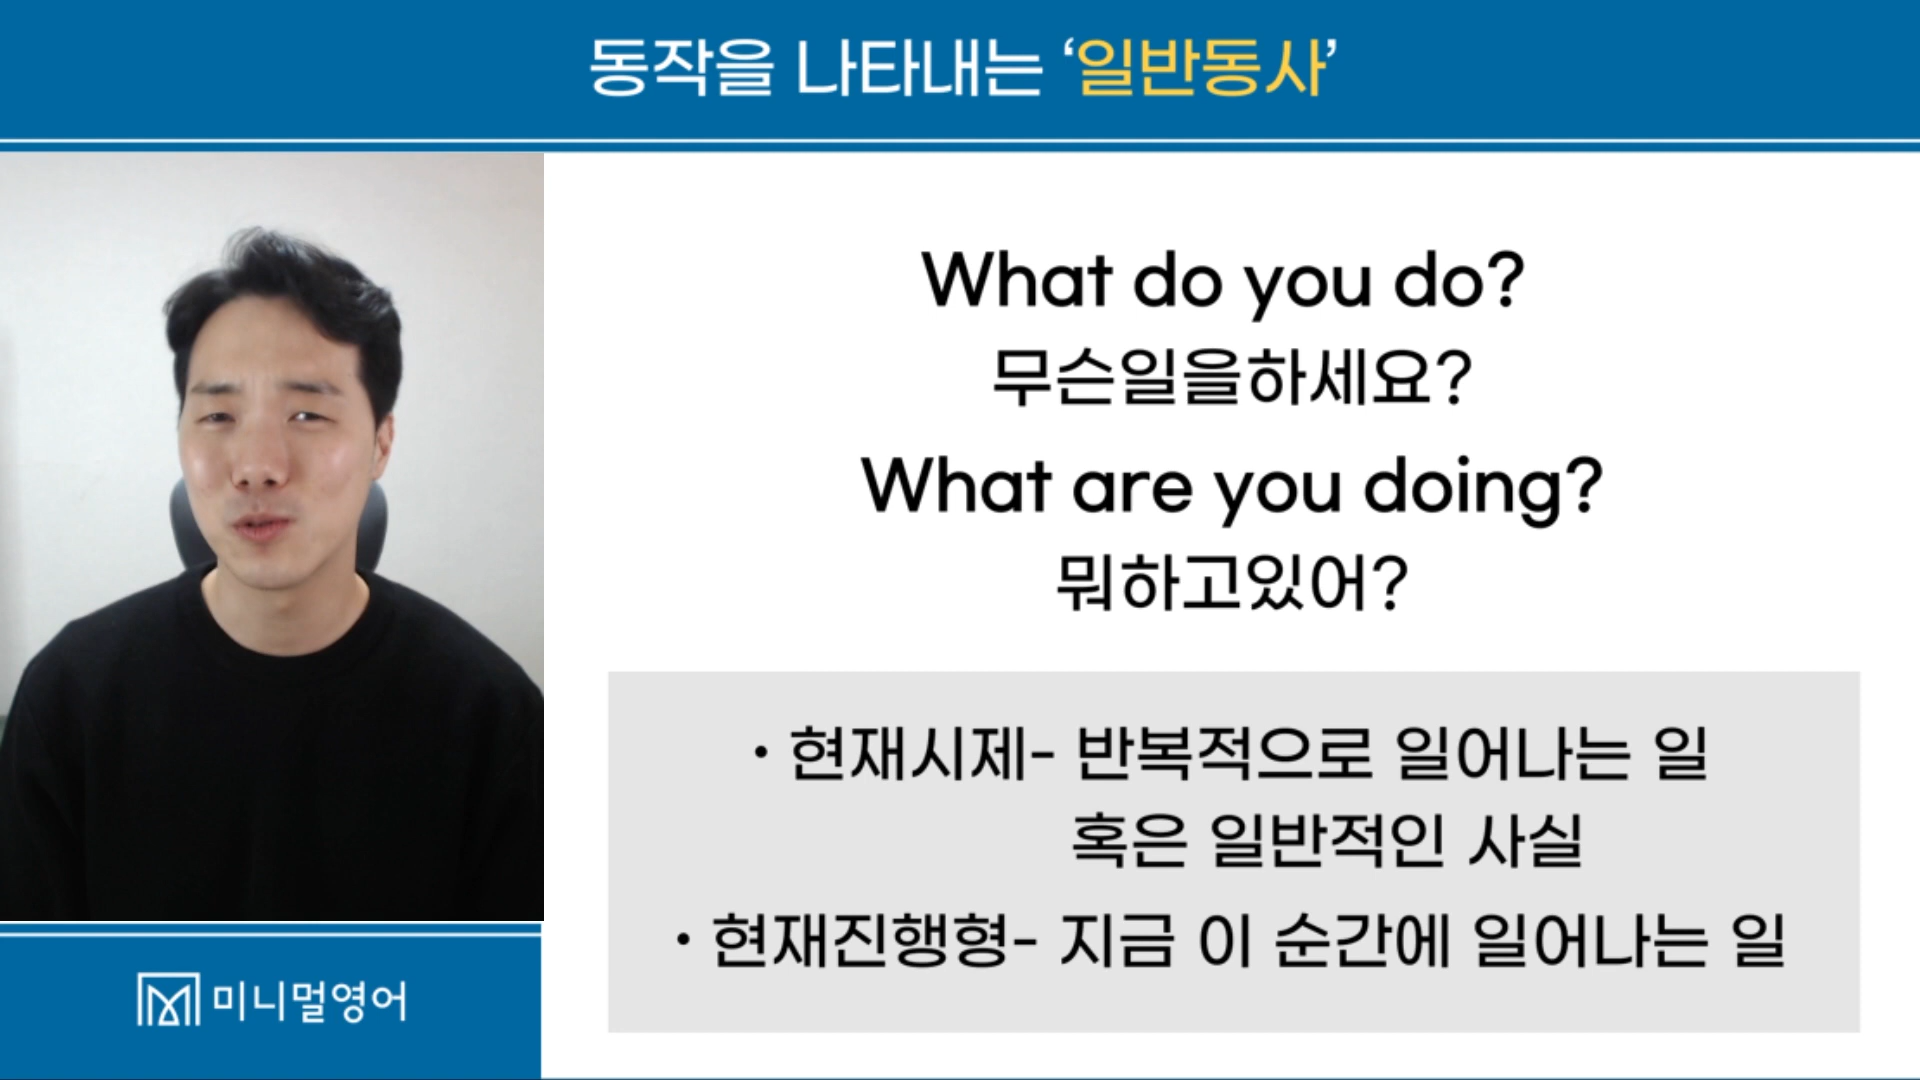 동작을 나타내는 ‘일반동사’
What do you do?
무슨일을하세요?
What are you doing?
뭐하고있어?
• 현재시제- 반복적으로 일어나는 일
혹은 일반적인 사실
• 현재진행형- 지금 이 순간에 일어나는 일
미니멀영어